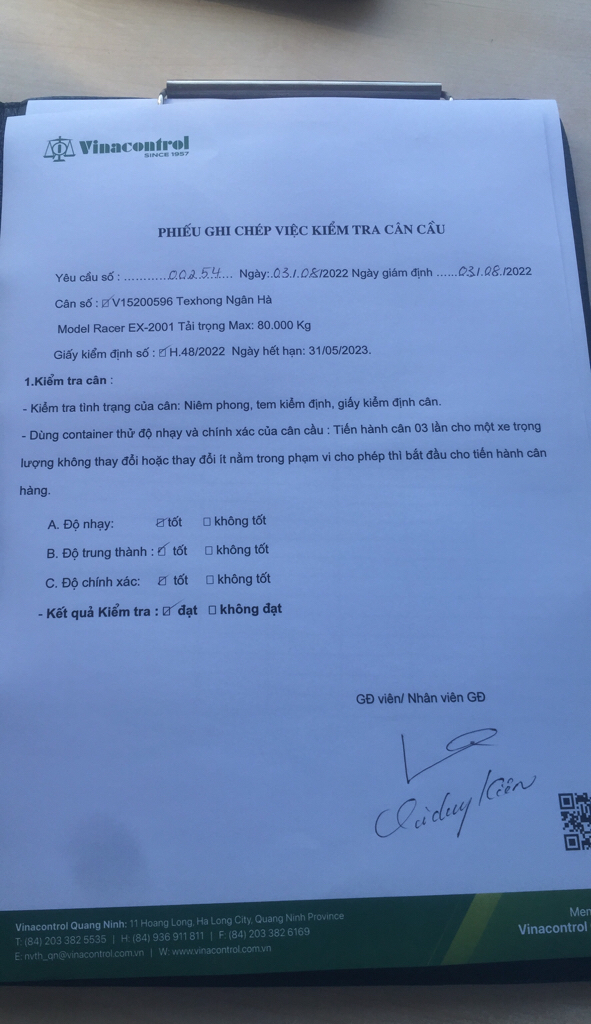 Vinacontrol
SINCE 1957
PHIẾU GHI CHÉP VIỆC KIỂM TRA CÂN CẦU
Yêu cầu số : ...........00254.... Ngày:.03/.08/2022 Ngày giám định ......03/.08./2022
Cân số : ☑ V15200596 Texhong Ngân Hà
Model Racer EX-2001 Tải trọng Max: 80.000 Kg
Giấy kiểm định số : ☑ H.48/2022 Ngày hết hạn: 31/05/2023.
1.Kiểm tra cân :
- Kiểm tra tình trạng của cân: Niêm phong, tem kiểm định, giấy kiểm định cân.
- Dùng container thử độ nhạy và chính xác của cân cầu : Tiến hành cân 03 lần cho một xe trọng
lượng không thay đổi hoặc thay đổi ít nằm trong phạm vi cho phép thì bắt đầu cho tiến hành cân
hàng.
A. Độ nhạy: ☑ tốt ☐ không tốt
B. Độ trung thành : ☑ tốt ☐ không tốt
C. Độ chính xác: ☑ tốt ☐ không tốt
- Kết quả Kiểm tra : ☑ đạt ☐ không đạt
GĐ viên/ Nhân viên GĐ
duy Kiên
Vinacontrol Quang Ninh: 11 Hoang Long, Ha Long City, Quang Ninh Province
T: (84) 203 382 5535 | H: (84) 936 911 811 | F: (84) 203 382 6169
E: nvth_qn@vinacontrol.com.vn | W: www.vinacontrol.com.vn
Vinacontrol